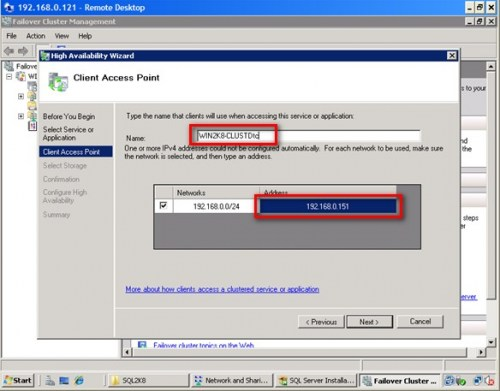 192.168.0.121 - Remote Desktop
Failover Cluster Management
File Action View Help
Failover
High Availability Wizard
Client Access Point
Before You Begin
Select Service or
Application
Client Access Point
Select Storage
Confirmation
Configure High
Availability
Summary
Type the name that clients will use when accessing this service or application:
Name: WIN2K8-CLUSTDtc
One or more IPv4 addresses could not be configured automatically. For each network to be used, make sure
the network is selected, and then type an address.
Networks Address
192.168.0.0/24 192.168.0.151
More about how clients access a clustered service or application
< Previous Next > Cancel
s to your
steps
Failover cluster topics on the Web
Start SQL2K8 Network and Shari... SQL Server Installa... Failover Cluster ...